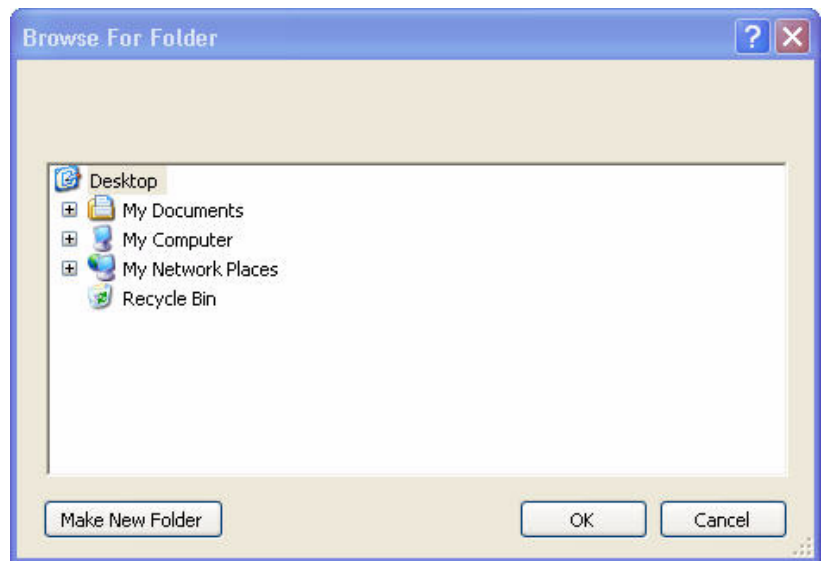 Browse For Folder
Desktop
My Documents
My Computer
My Network Places
Recycle Bin
Make New Folder
OK
Cancel